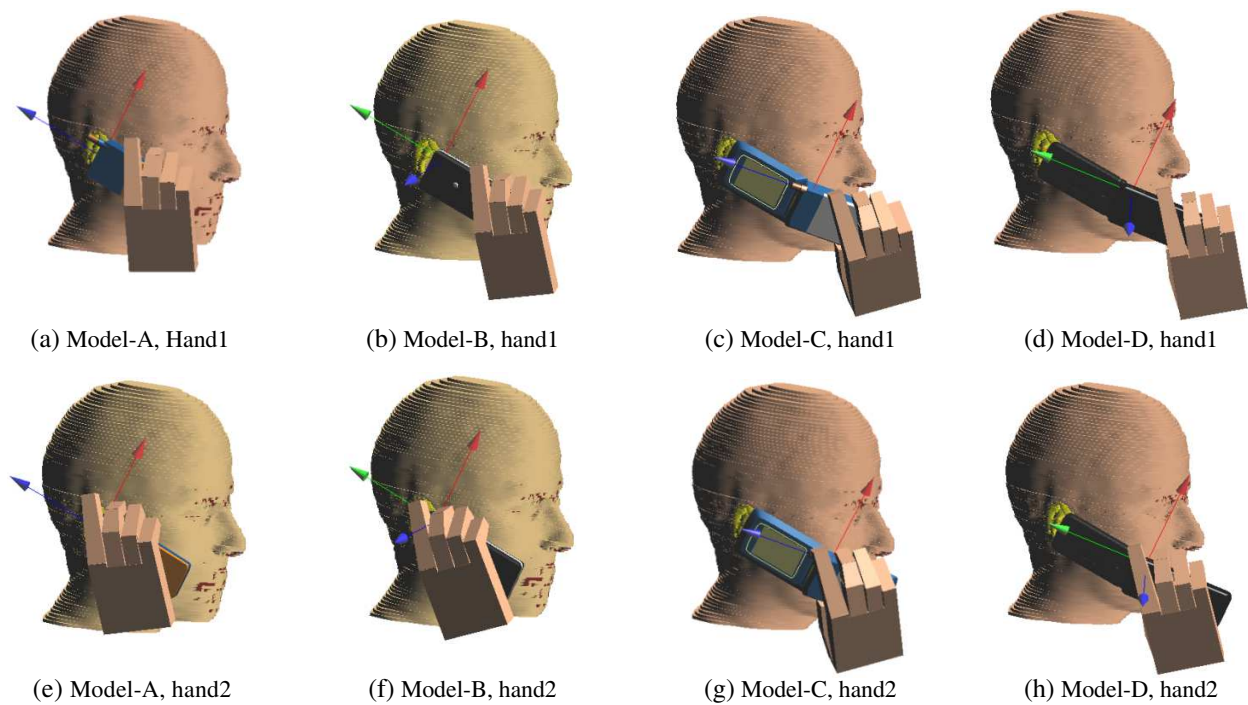 (a) Model-A, Hand1
(b) Model-B, hand1
(c) Model-C, hand1
(d) Model-D, hand1
(e) Model-A, hand2
(f) Model-B, hand2
(g) Model-C, hand2
(h) Model-D, hand2